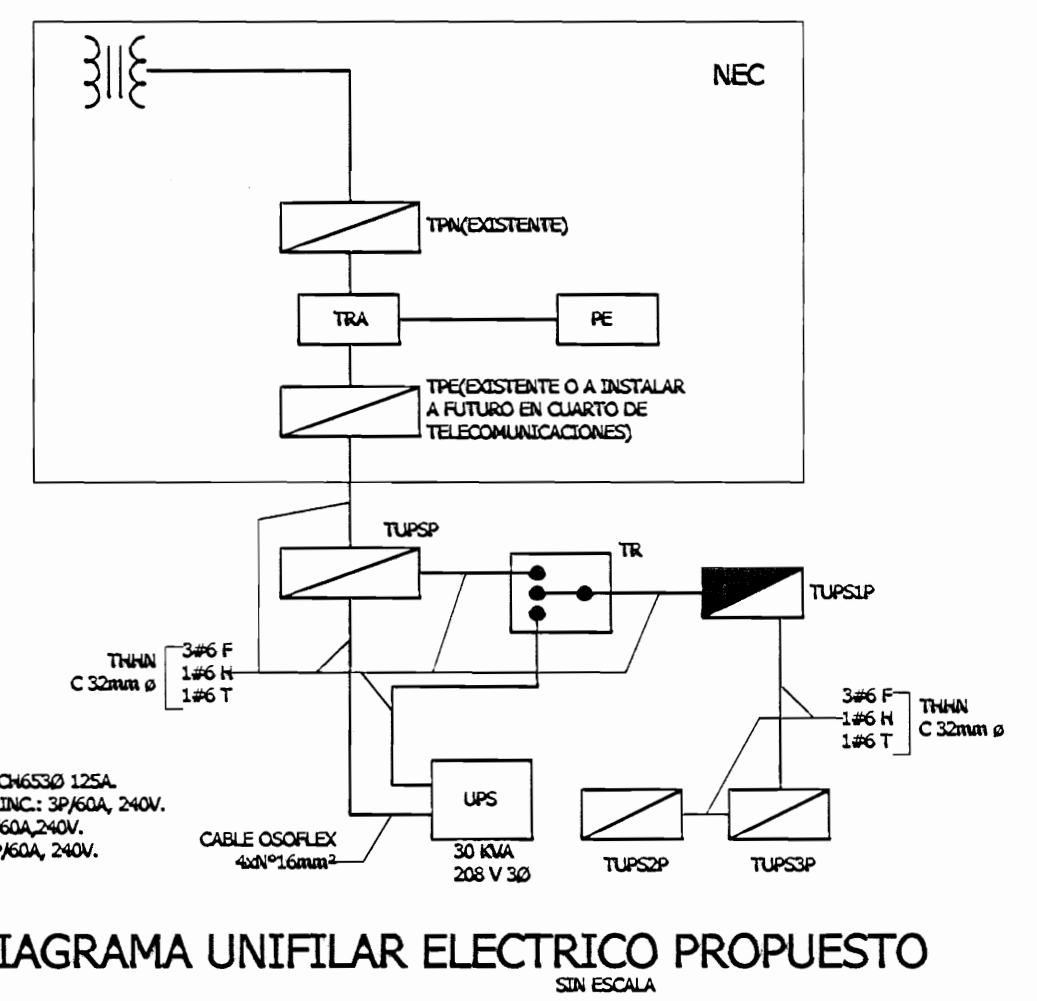 NEC
TPN(EXISTENTE)
TRA
PE
TPE(EXISTENTE O A INSTALAR
A FUTURO EN CUARTO DE
TELECOMUNICACIONES)
TUPSP
TR
TUPS1P
THHN
C 32mm ø
3#6 F
1#6 H
1#6 T
3#6 F
1#6 H
1#6 T
THHN
C 32mm ø
CH653Ø 125A.
INC.: 3P/60A, 240V.
/60A,240V.
P/60A, 240V.
CABLE OSOFLEX
4xN°16mm²
UPS
30 KVA
208 V 3Ø
TUPS2P
TUPS3P
IAGRAMA UNIFILAR ELECTRICO PROPUESTO
SIN ESCALA